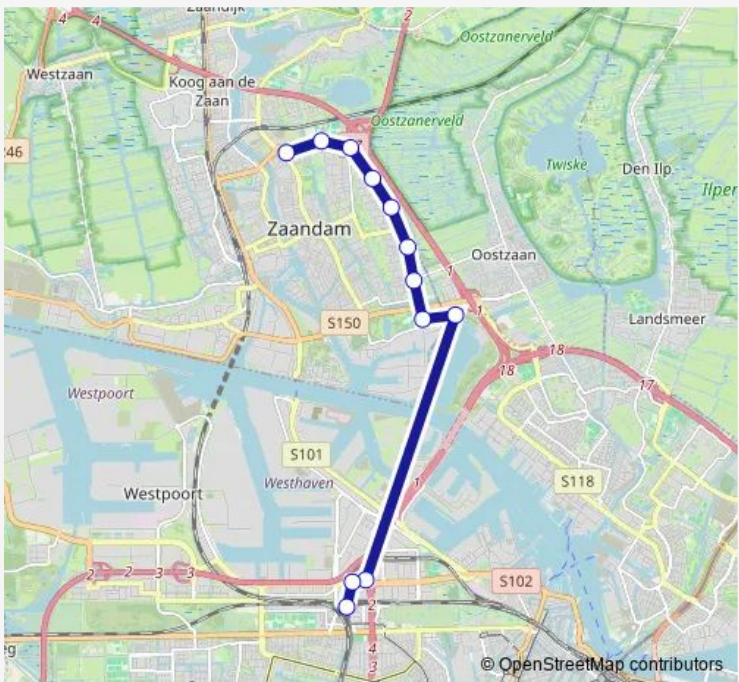 Zaandijk
2
4
4
Oostzanerveld
Westzaan
Koog aan de
Zaan
Oostzanerveld
46
Twiske
Den Ilp
Ilper
Zaandam
Oostzaan
1
1
S150
Landsmeer
18
18
17
Westpoort
S101
S118
Westhaven
1
Westpoort
2
2
3
3
S102
2
eg
4
3
© OpenStreetMap contributors